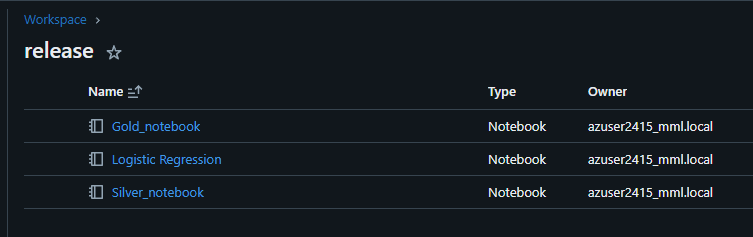 Workspace >
release
Name Type Owner
Gold_notebook Notebook azuser2415_mml.local
Logistic Regression Notebook azuser2415_mml.local
Silver_notebook Notebook azuser2415_mml.local